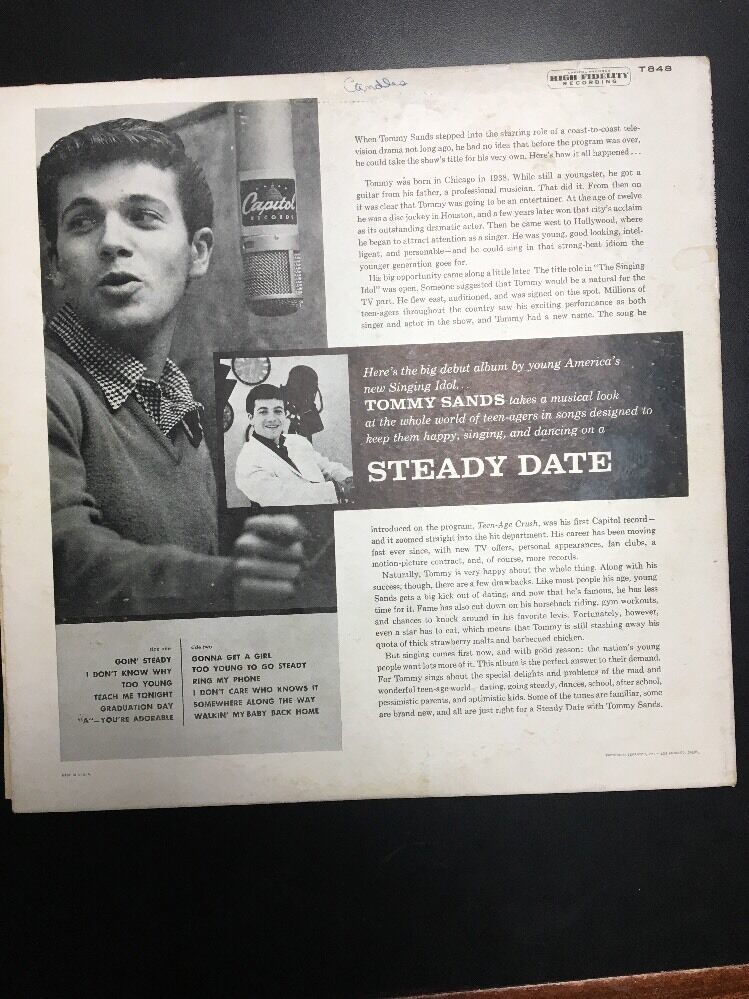 Candles
HIGH FIDELITY
RECORDING
T848
Capitol
RECORDS
When Tommy Sands stepped into the starring role of a coast-to-coast tele-
vision drama not long ago, he had no idea that before the program was over,
he could take the show's title for his very own. Here's how it all happened...
Tommy was born in Chicago in 1938. While still a youngster, he got a
guitar from his father, a professional musician. That did it. From then on
it was clear that Tommy was going to be an entertainer. At the age of twelve
he was a disc jockey in Houston, and a few years later won that city's acclaim
as its outstanding dramatic actor. Then he came west to Hollywood, where
he began to attract attention as a singer. He was young, good looking, intel-
ligent, and personable—and he could sing in that strong-beat idiom the
younger generation goes for.
His big opportunity came along a little later. The title role in "The Singing
Idol" was open. Someone suggested that Tommy would be a natural for the
TV part. He flew east, auditioned, and was signed on the spot. Millions of
teen-agers throughout the country saw his exciting performance as both
singer and actor in the show, and Tommy had a new name. The song he
Here's the big debut album by young America's
new Singing Idol...
TOMMY SANDS takes a musical look
at the whole world of teen-agers in songs designed to
keep them happy, singing, and dancing on a
STEADY DATE
introduced on the program, Teen-Age Crush, was his first Capitol record—
and it zoomed straight into the hit department. His career has been moving
fast ever since, with new TV offers, personal appearances, fan clubs, a
motion-picture contract, and, of course, more records.
Naturally, Tommy is very happy about the whole thing. Along with his
success, though, there are a few drawbacks. Like most people his age, young
Sands gets a big kick out of dating, and now that he's famous, he has less
time for it. Fame has also cut down on his horseback riding, gym workouts,
and chances to knock around in his favorite levis. Fortunately, however,
even a star has to eat, which means that Tommy is still stashing away his
quota of thick strawberry malts and barbecued chicken.
But singing comes first now, and with good reason: the nation's young
people want lots more of it. This album is the perfect answer to their demand.
For Tommy sings about the special delights and problems of the mad and
wonderful teen-age world—dating, going steady, dances, school, after school,
pessimistic parents, and optimistic kids. Some of the tunes are familiar, some
are brand new, and all are just right for a Steady Date with Tommy Sands.
side one
GOIN' STEADY
I DON'T KNOW WHY
TOO YOUNG
TEACH ME TONIGHT
GRADUATION DAY
"A"—YOU'RE ADORABLE
side two
GONNA GET A GIRL
TOO YOUNG TO GO STEADY
RING MY PHONE
I DON'T CARE WHO KNOWS IT
SOMEWHERE ALONG THE WAY
WALKIN' MY BABY BACK HOME